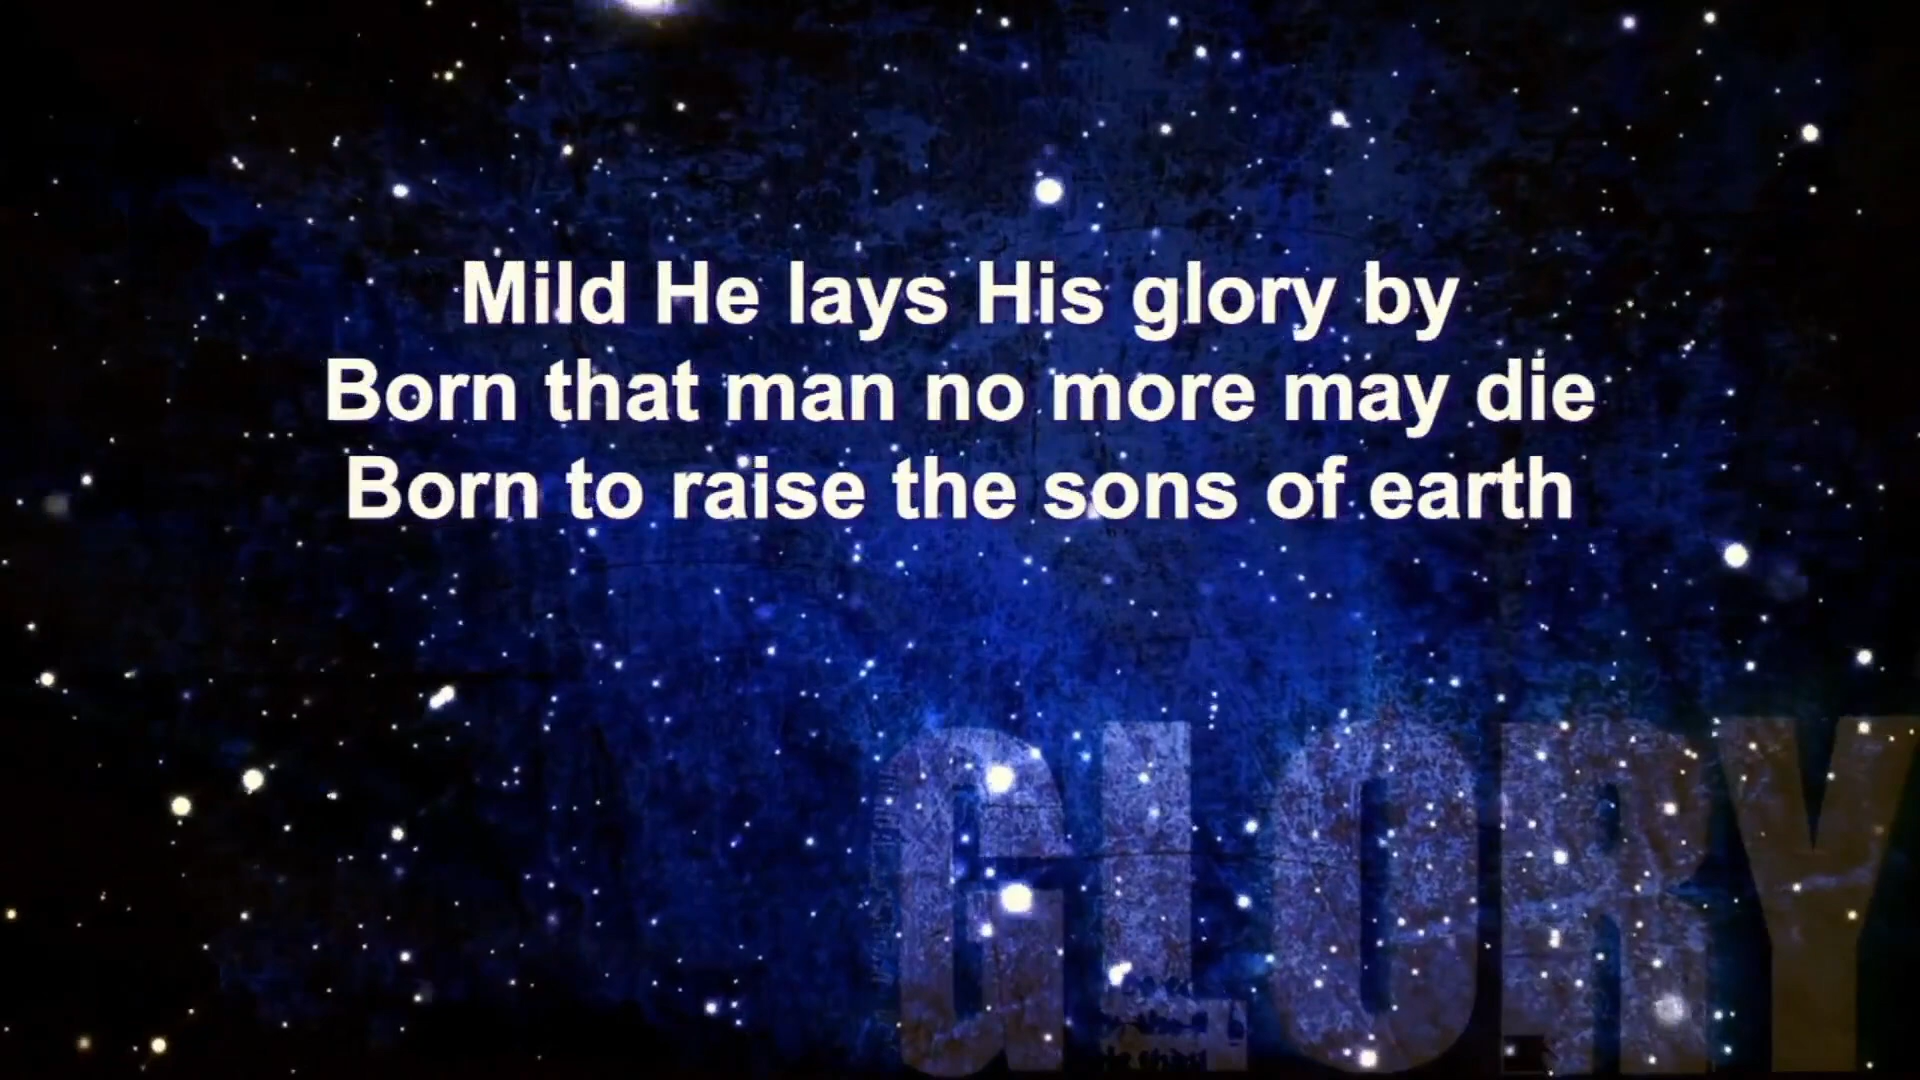 Mild He lays His glory by
Born that man no more may die
Born to raise the sons of earth
GLORY